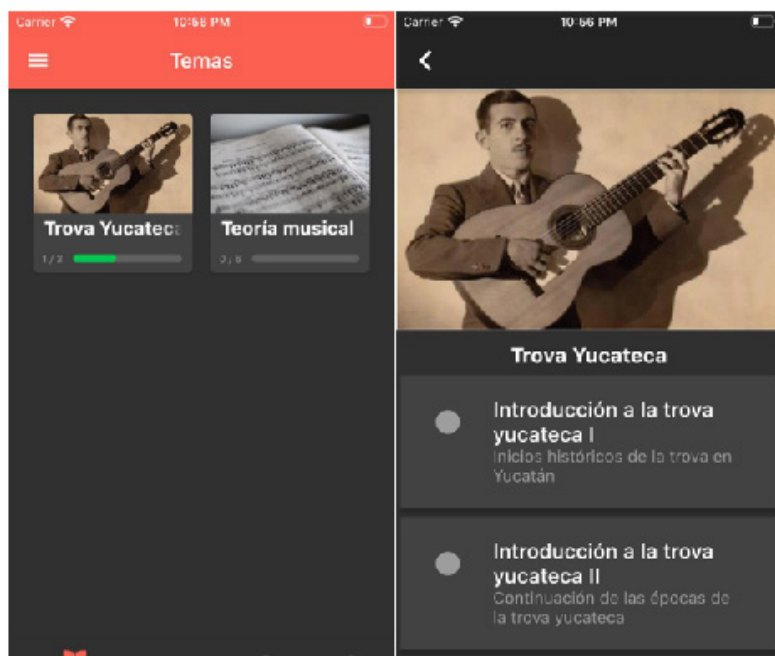 Carrier 10:56 PM
Temas
Trova Yucateca
Teoría musical
Carrier 10:56 PM
Trova Yucateca
Introducción a la trova
yucateca I
Inicios históricos de la trova en
Yucatán
Introducción a la trova
yucateca II
Continuación de las épocas de
la trova yucateca